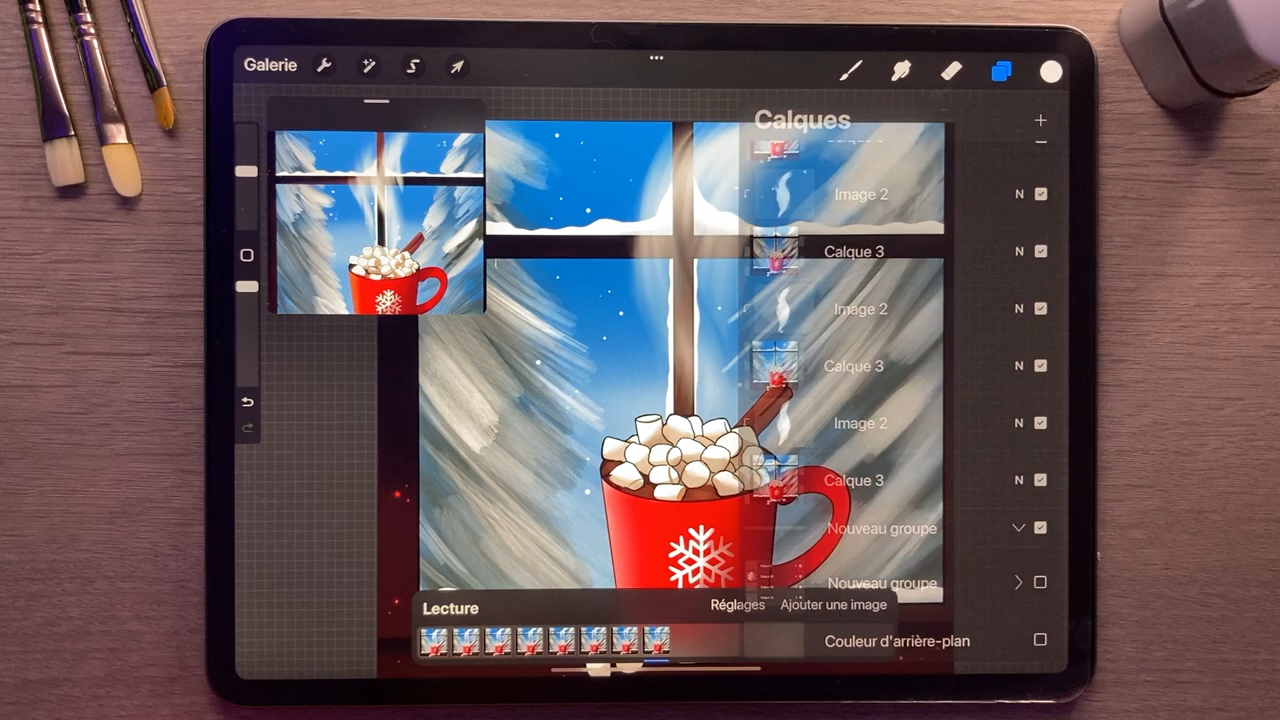 Galerie
Calques
Image 2
N
Calque 3
N
Image 2
N
Calque 3
N
Image 2
N
Calque 3
N
Nouveau groupe
Nouveau groupe
Lecture
Réglages
Ajouter une image
Couleur d'arrière-plan